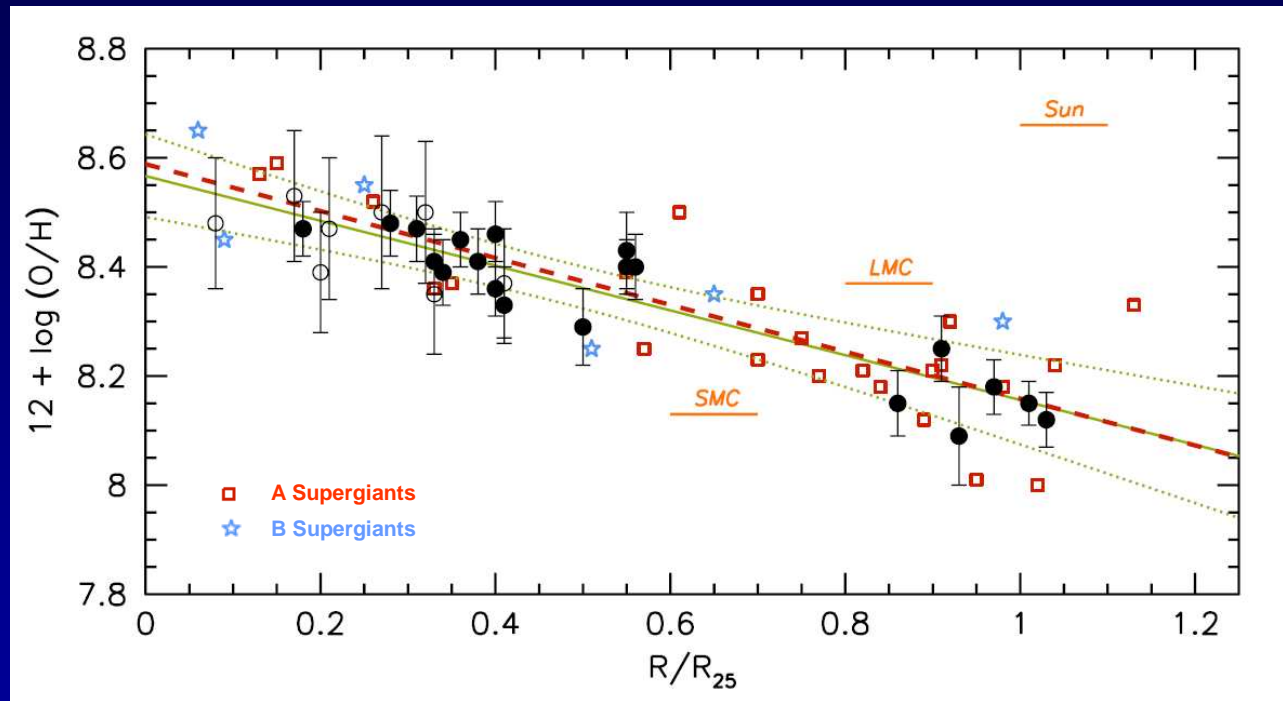 8.8
8.6
8.4
8.2
8
7.8
12 + log (O/H)
Sun
LMC
SMC
A Supergiants
B Supergiants
0 0.2 0.4 0.6 0.8 1 1.2
R/R25